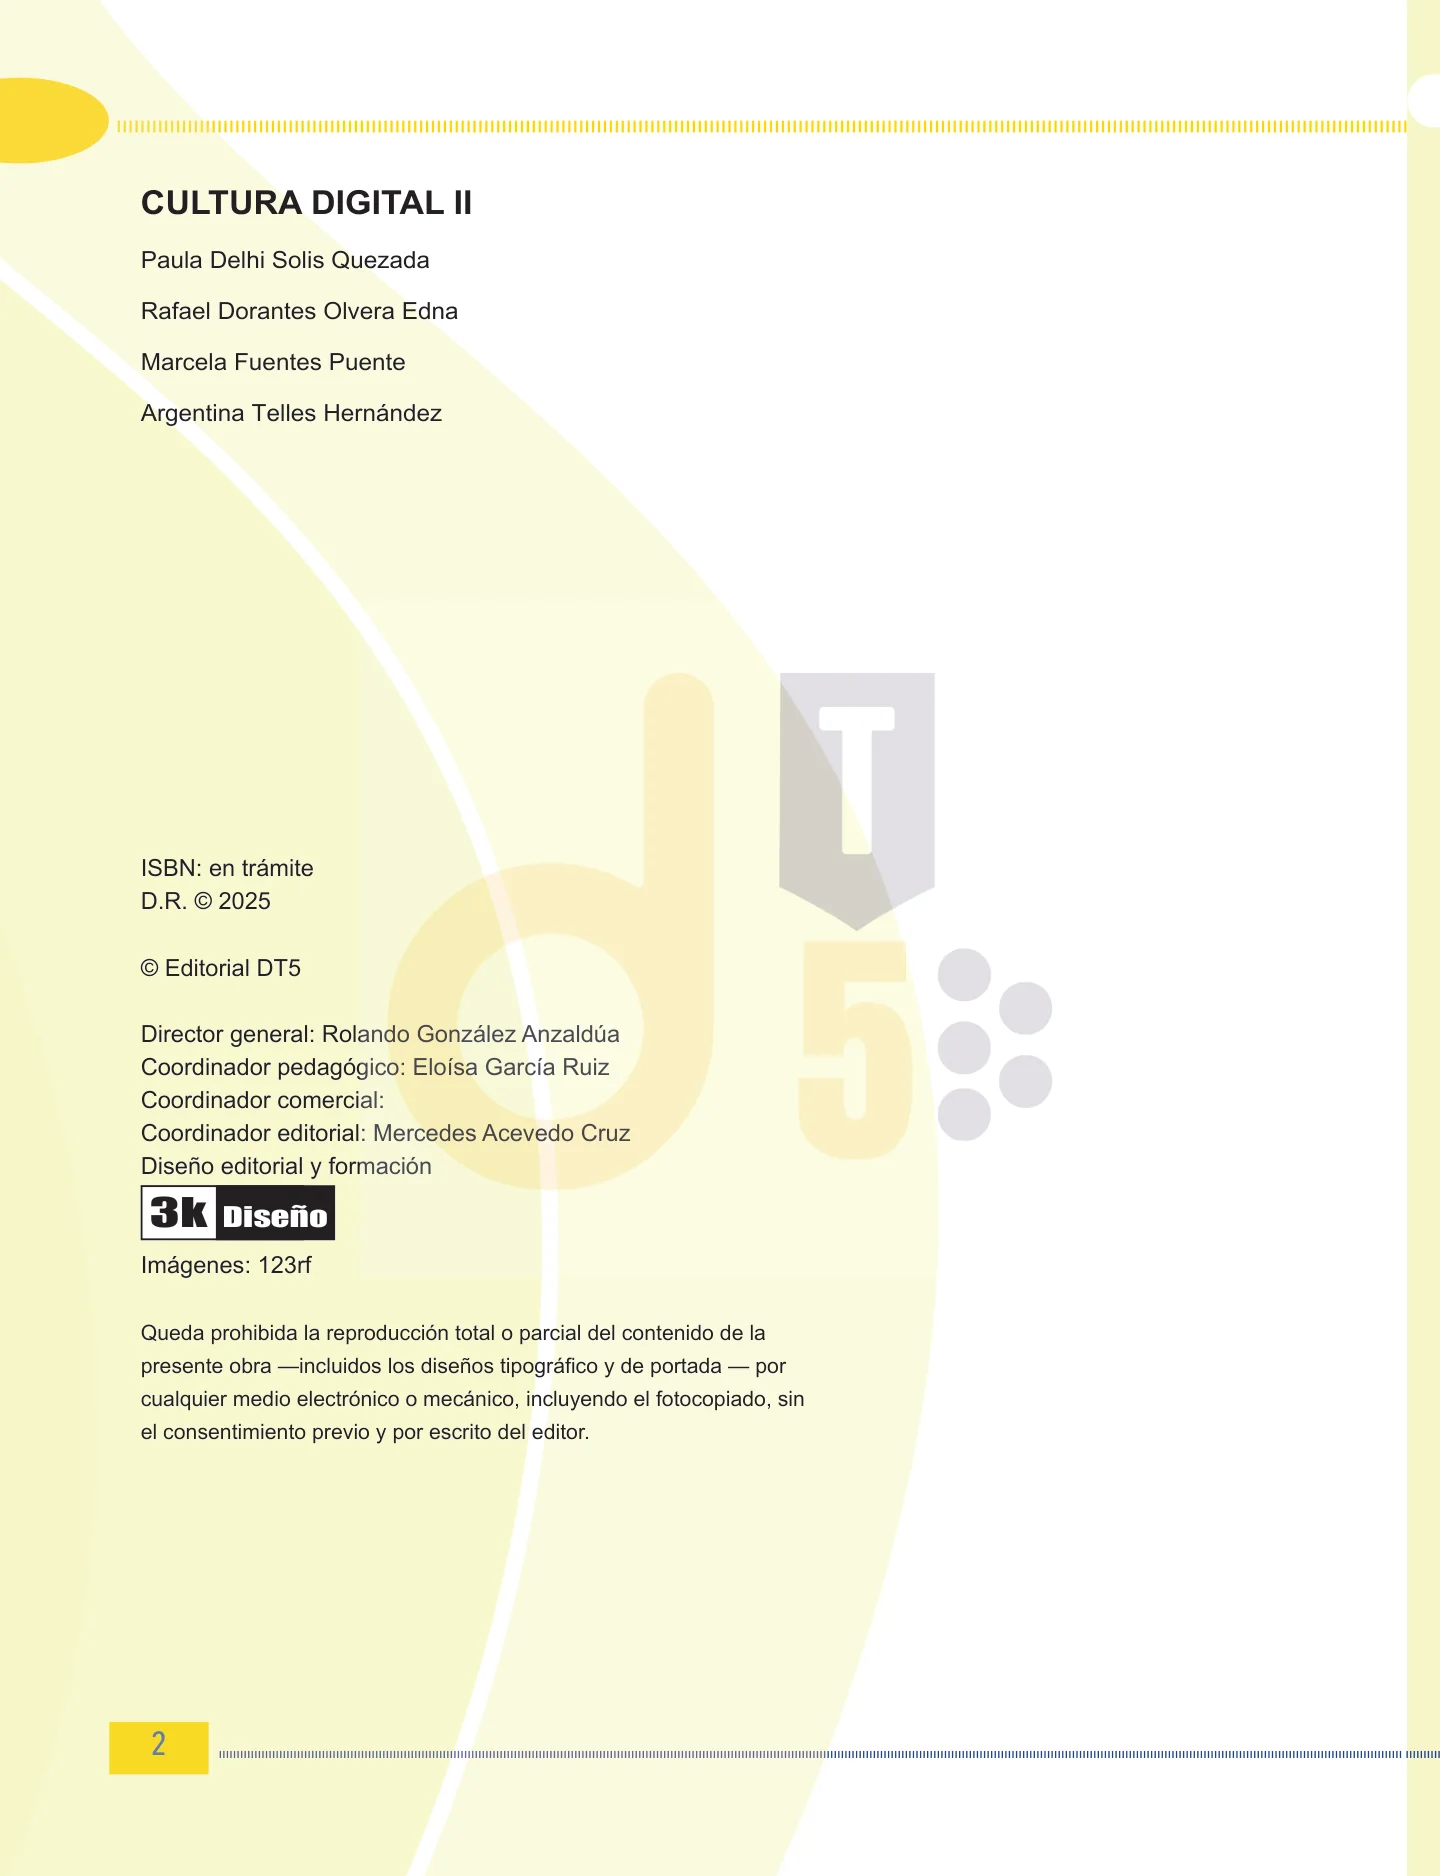 CULTURA DIGITAL II
Paula Delhi Solis Quezada
Rafael Dorantes Olvera Edna
Marcela Fuentes Puente
Argentina Telles Hernández
d
T
5
ISBN: en trámite
D.R. © 2025
© Editorial DT5
Director general: Rolando González Anzaldúa
Coordinador pedagógico: Eloísa García Ruiz
Coordinador comercial:
Coordinador editorial: Mercedes Acevedo Cruz
Diseño editorial y formación
3k Diseño
Imágenes: 123rf
Queda prohibida la reproducción total o parcial del contenido de la
presente obra —incluidos los diseños tipográfico y de portada — por
cualquier medio electrónico o mecánico, incluyendo el fotocopiado, sin
el consentimiento previo y por escrito del editor.
2